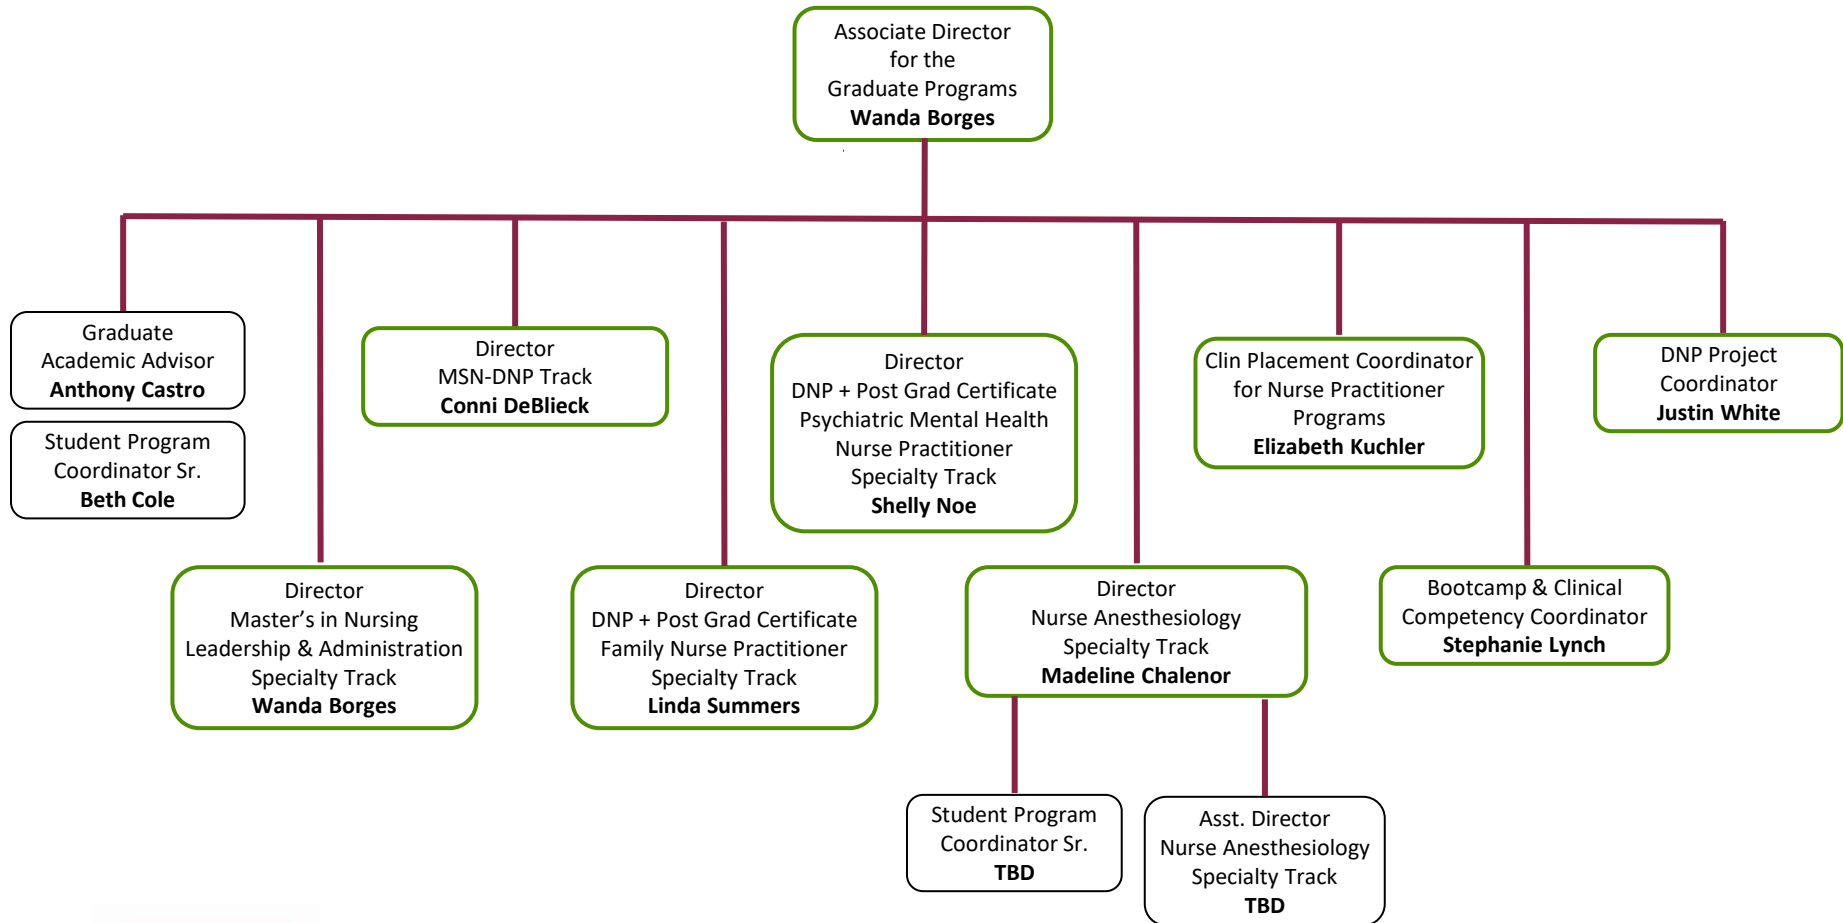 Associate Director
for the
Graduate Programs
Wanda Borges
Graduate
Academic Advisor
Anthony Castro
Student Program
Coordinator Sr.
Beth Cole
Director
MSN-DNP Track
Conni DeBlieck
Director
DNP + Post Grad Certificate
Psychiatric Mental Health
Nurse Practitioner
Specialty Track
Shelly Noe
Clin Placement Coordinator
for Nurse Practitioner
Programs
Elizabeth Kuchler
DNP Project
Coordinator
Justin White
Director
Master’s in Nursing
Leadership & Administration
Specialty Track
Wanda Borges
Director
DNP + Post Grad Certificate
Family Nurse Practitioner
Specialty Track
Linda Summers
Director
Nurse Anesthesiology
Specialty Track
Madeline Chalenor
Bootcamp & Clinical
Competency Coordinator
Stephanie Lynch
Student Program
Coordinator Sr.
TBD
Asst. Director
Nurse Anesthesiology
Specialty Track
TBD